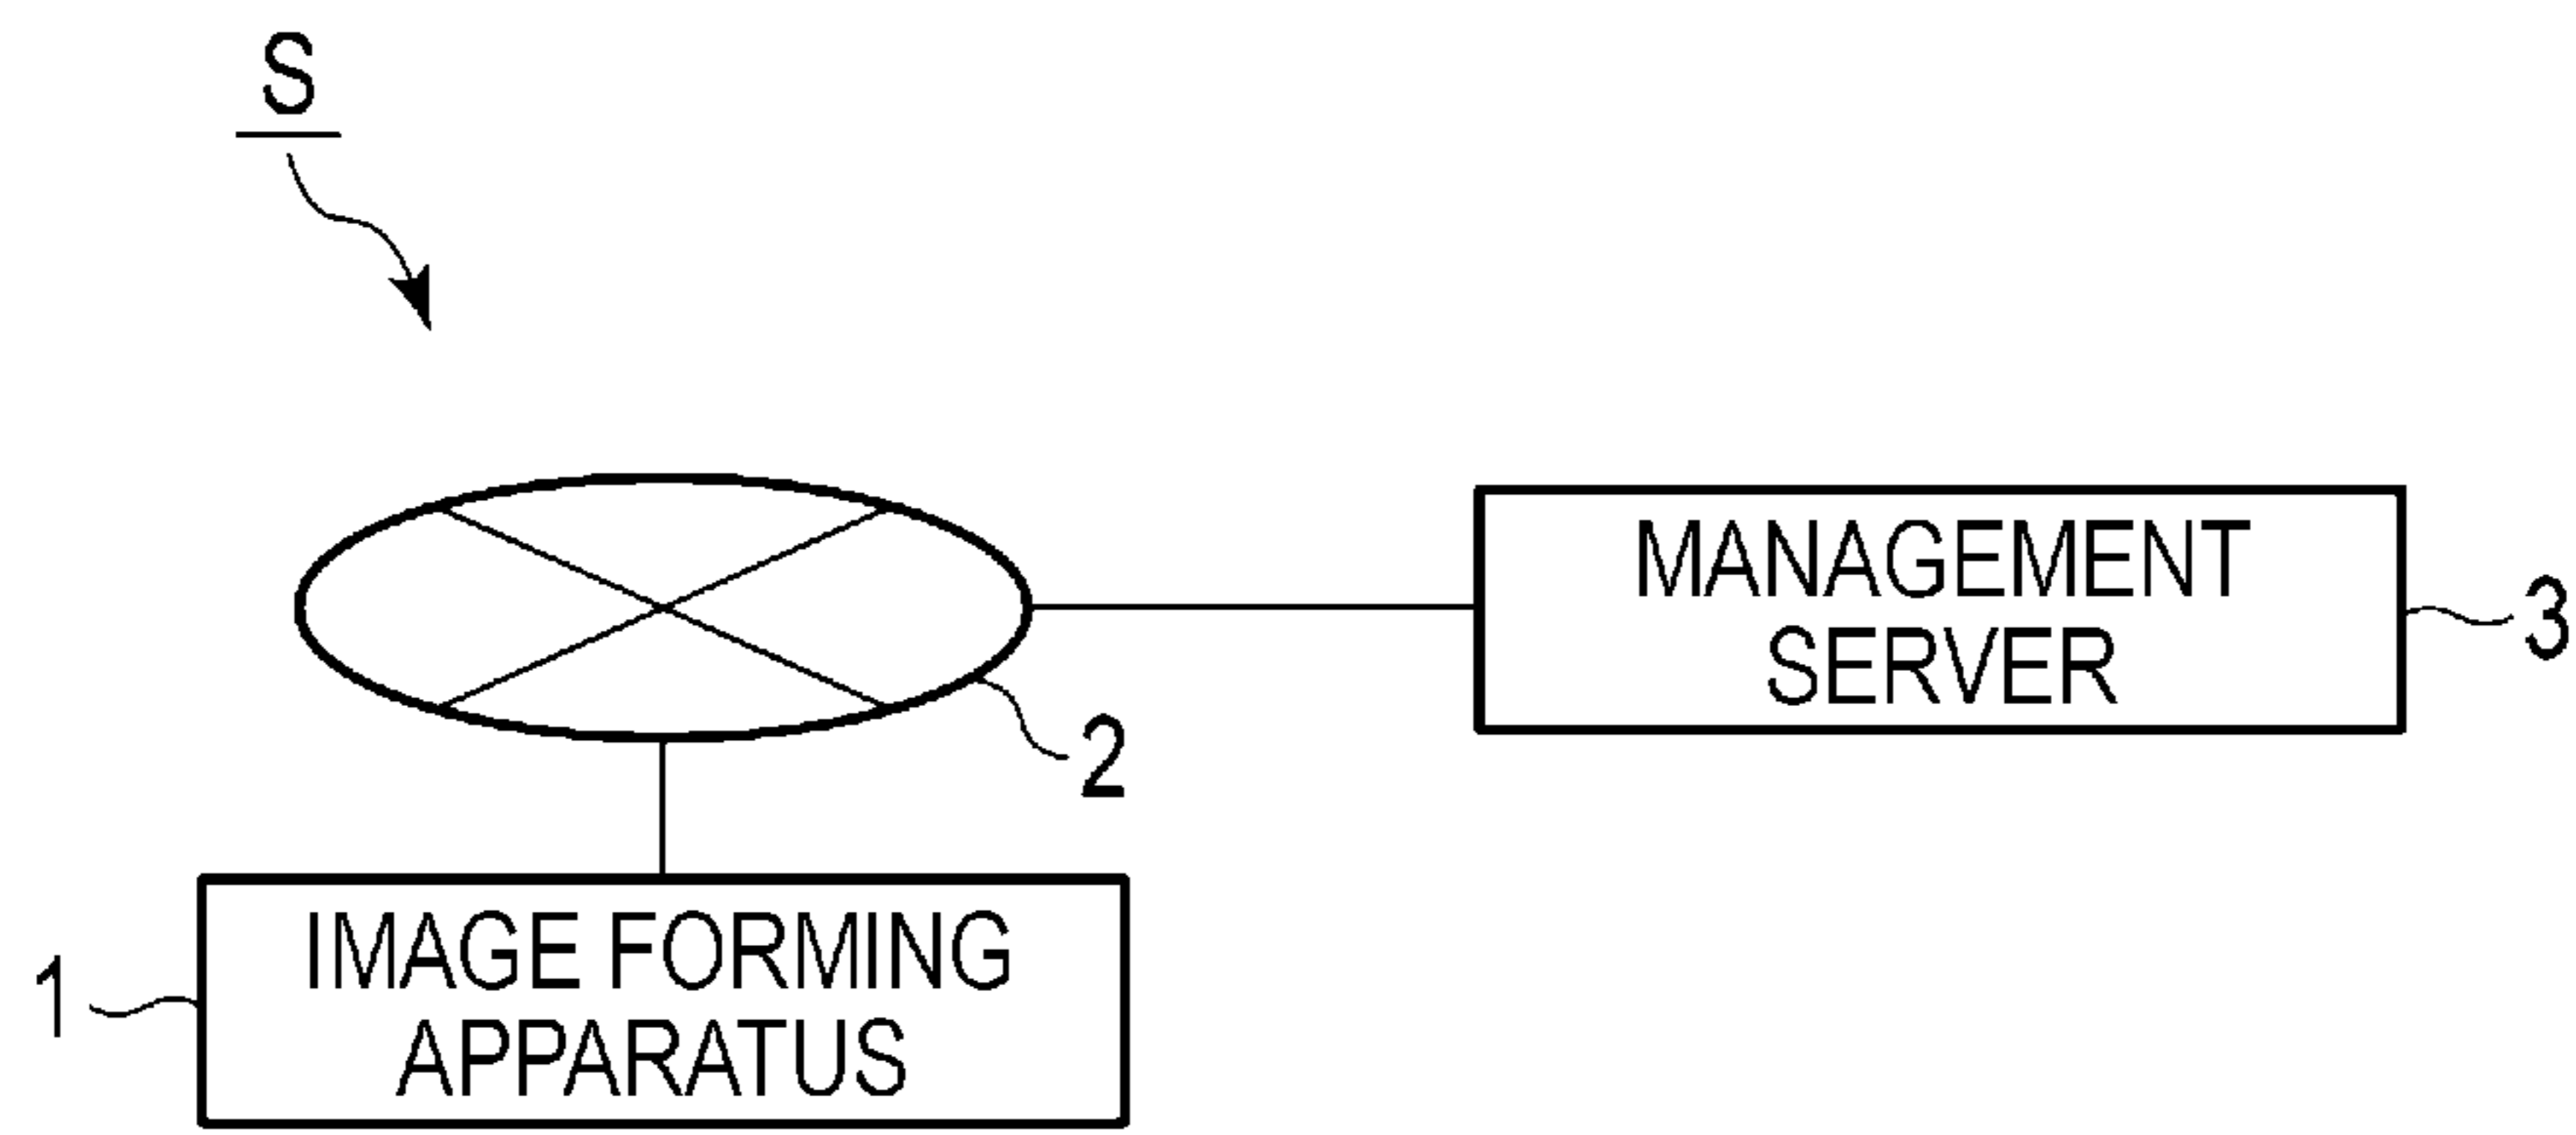 S
MANAGEMENT
SERVER
3
2
IMAGE FORMING
APPARATUS
1